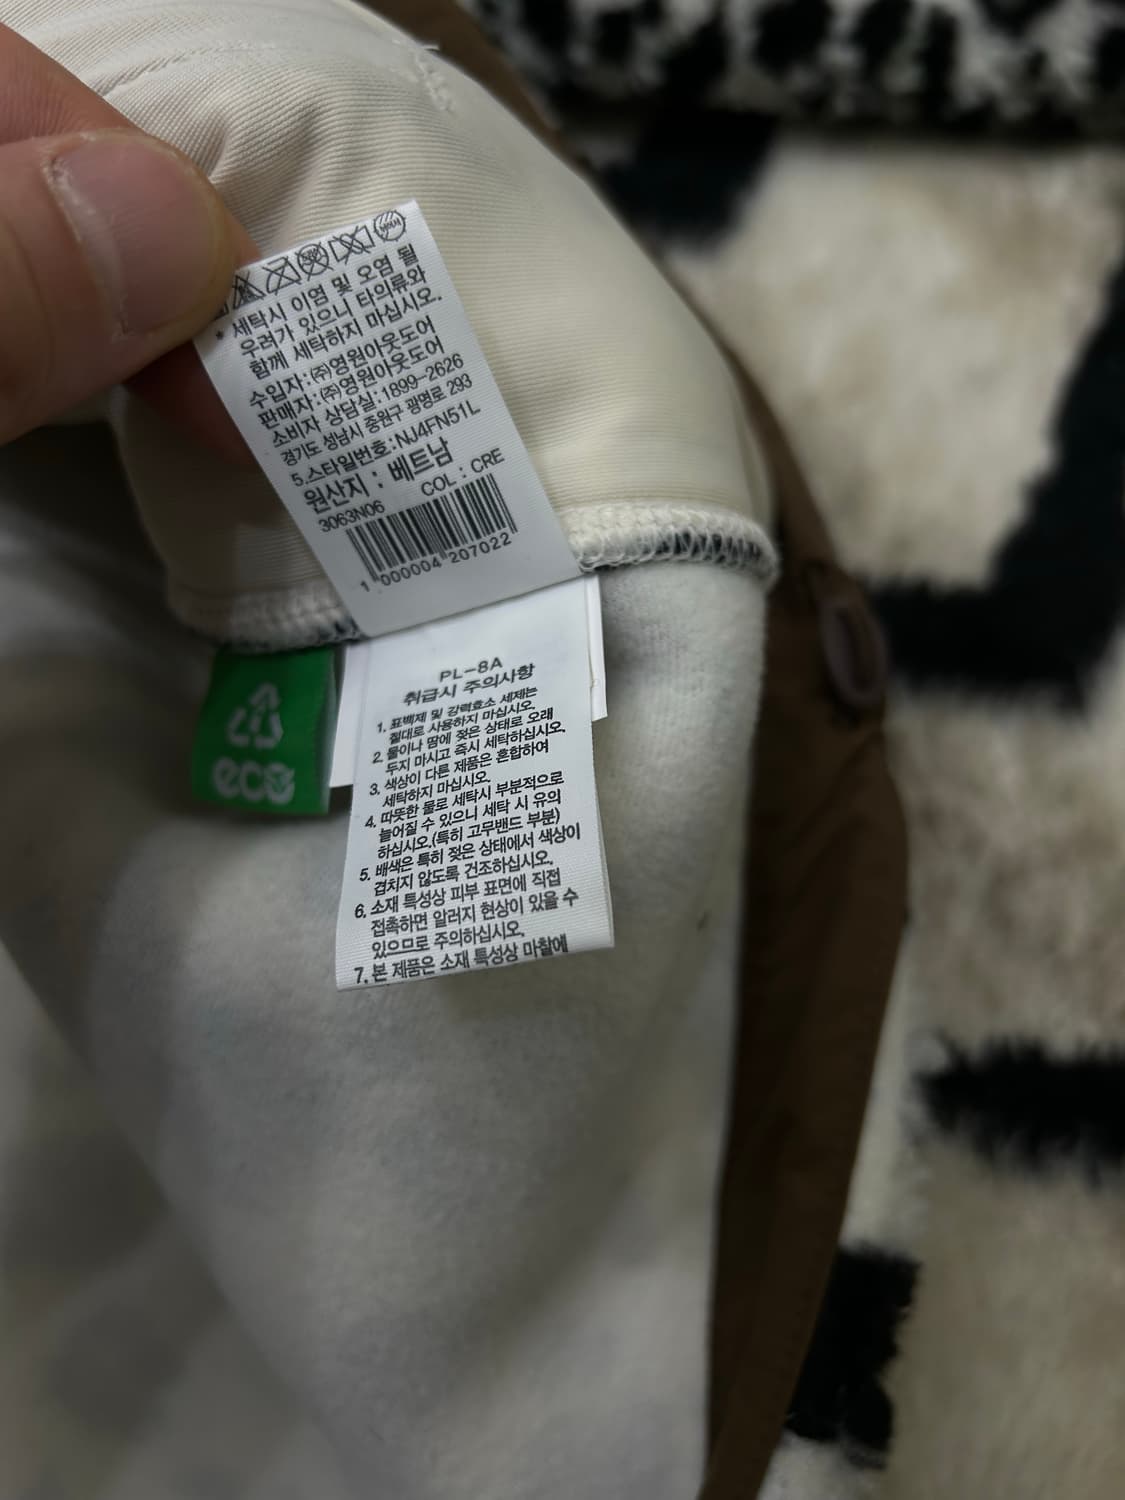 * 세탁시 이염 및 오염 될
우려가 있으니 타의류와
함께 세탁하지 마십시오.
수입자:㈜영원아웃도어
판매자:㈜영원아웃도어
소비자 상담실:1899-2626
경기도 성남시 중원구 광명로 293
5.스타일번호:NJ4FN51L
원산지 : 베트남
3063N06 COL : CRE
1 000004 207022
PL-8A
취급시 주의사항
1. 표백제 및 강력효소 세제는
절대로 사용하지 마십시오.
2. 물이나 땀에 젖은 상태로 오래
두지 마시고 즉시 세탁하십시오.
3. 색상이 다른 제품은 혼합하여
세탁하지 마십시오.
4. 따뜻한 물로 세탁시 부분적으로
늘어질 수 있으니 세탁 시 유의
하십시오.(특히 고무밴드 부분)
5. 배색은 특히 젖은 상태에서 색상이
겹치지 않도록 건조하십시오.
6. 소재 특성상 피부 표면에 직접
접촉하면 알러지 현상이 있을 수
있으므로 주의하십시오.
7. 본 제품은 소재 특성상 마찰에
eco